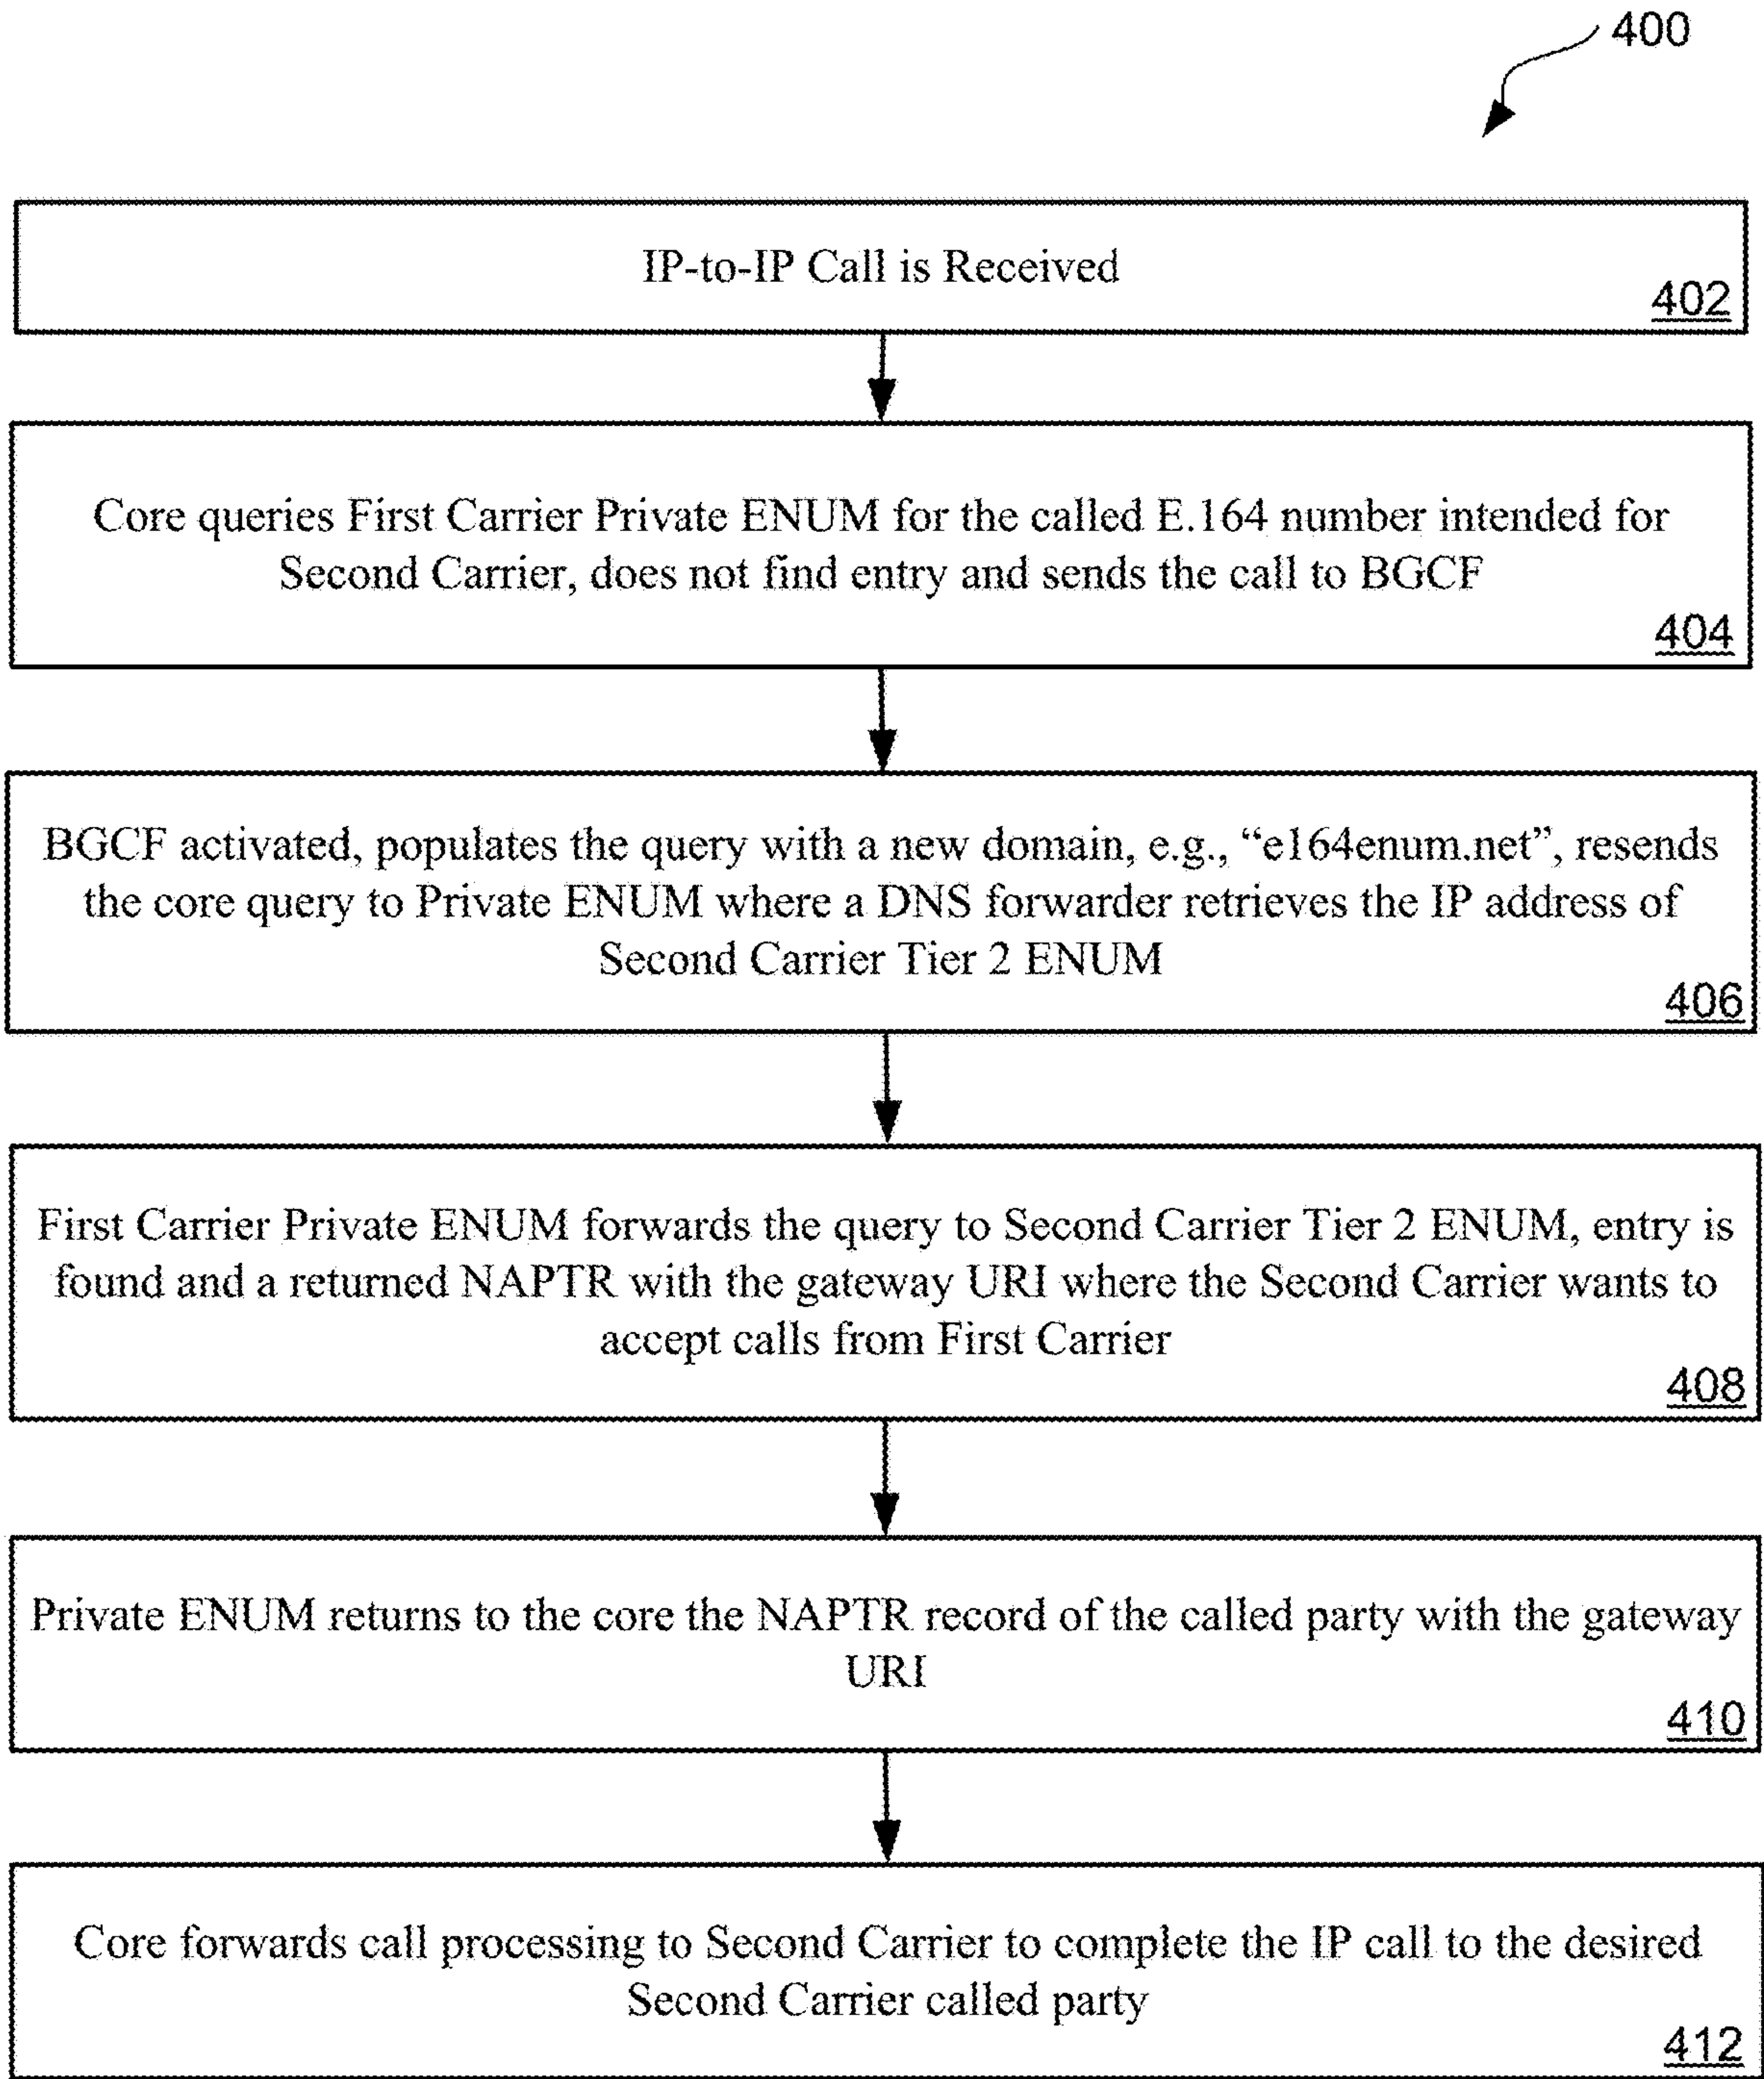 400
IP-to-IP Call is Received
402
Core queries First Carrier Private ENUM for the called E.164 number intended for
Second Carrier, does not find entry and sends the call to BGCF
404
BGCF activated, populates the query with a new domain, e.g., “e164enum.net”, resends
the core query to Private ENUM where a DNS forwarder retrieves the IP address of
Second Carrier Tier 2 ENUM
406
First Carrier Private ENUM forwards the query to Second Carrier Tier 2 ENUM, entry is
found and a returned NAPTR with the gateway URI where the Second Carrier wants to
accept calls from First Carrier
408
Private ENUM returns to the core the NAPTR record of the called party with the gateway
URI
410
Core forwards call processing to Second Carrier to complete the IP call to the desired
Second Carrier called party
412